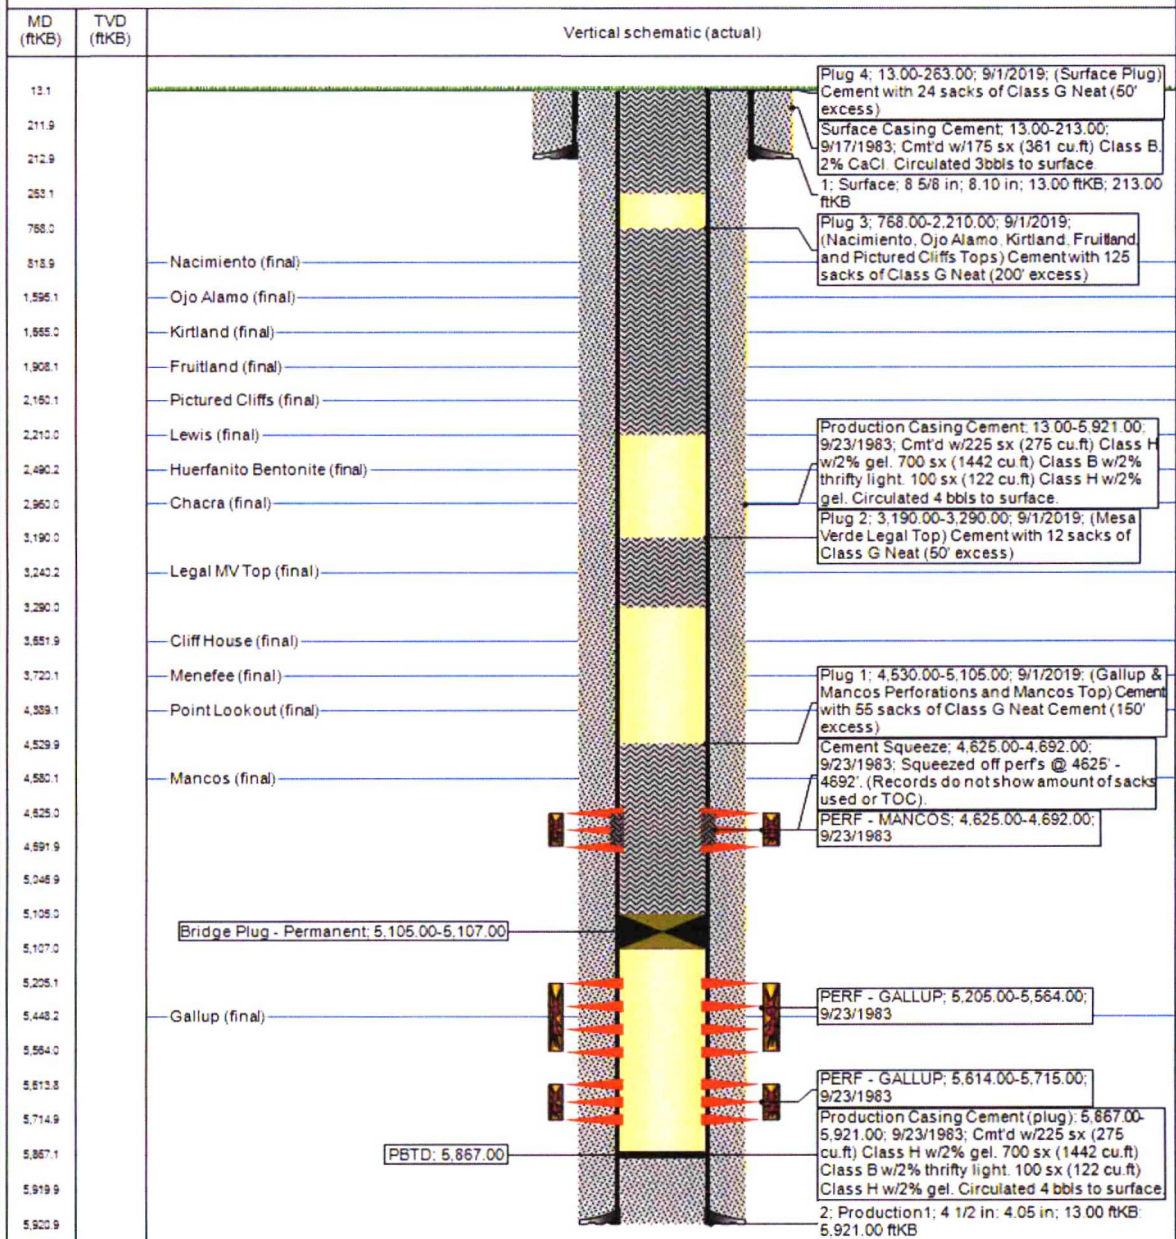 MD
(ftKB)
TVD
(ftKB)
Vertical schematic (actual)
13.1
211.9
212.9
263.1
768.0
818.9
1,595.1
1,665.0
1,908.1
2,160.1
2,210.0
2,490.2
2,960.0
3,190.0
3,240.2
3,290.0
3,651.9
3,720.1
4,389.1
4,529.9
4,580.1
4,625.0
4,691.9
5,046.9
5,105.0
5,107.0
5,205.1
5,448.2
5,564.0
5,613.8
5,714.9
5,867.1
5,919.9
5,920.9
Nacimiento (final)
Ojo Alamo (final)
Kirtland (final)
Fruitland (final)
Pictured Cliffs (final)
Lewis (final)
Huerfanito Bentonite (final)
Chacra (final)
Legal MV Top (final)
Cliff House (final)
Menefee (final)
Point Lookout (final)
Mancos (final)
Bridge Plug - Permanent; 5,105.00-5,107.00
Gallup (final)
PBTD; 5,867.00
Plug 4; 13.00-263.00; 9/1/2019; (Surface Plug)
Cement with 24 sacks of Class G Neat (50'
excess)
Surface Casing Cement; 13.00-213.00;
9/17/1983; Cmt'd w/175 sx (361 cu.ft) Class B.
2% CaCl. Circulated 3bbls to surface.
1; Surface; 8 5/8 in; 8.10 in; 13.00 ftKB; 213.00
ftKB
Plug 3; 768.00-2,210.00; 9/1/2019;
(Nacimiento, Ojo Alamo, Kirtland, Fruitland,
and Pictured Cliffs Tops) Cement with 125
sacks of Class G Neat (200' excess)
Production Casing Cement; 13.00-5,921.00;
9/23/1983; Cmt'd w/225 sx (275 cu.ft) Class H
w/2% gel. 700 sx (1442 cu.ft) Class B w/2%
thrifty light. 100 sx (122 cu.ft) Class H w/2%
gel. Circulated 4 bbls to surface.
Plug 2; 3,190.00-3,290.00; 9/1/2019; (Mesa
Verde Legal Top) Cement with 12 sacks of
Class G Neat (50' excess)
Plug 1; 4,530.00-5,105.00; 9/1/2019; (Gallup &
Mancos Perforations and Mancos Top) Cement
with 55 sacks of Class G Neat Cement (150'
excess)
Cement Squeeze; 4,625.00-4,692.00;
9/23/1983; Squeezed off perf's @ 4625' -
4692'. (Records do not show amount of sacks
used or TOC).
PERF - MANCOS; 4,625.00-4,692.00;
9/23/1983
PERF - GALLUP; 5,205.00-5,564.00;
9/23/1983
PERF - GALLUP; 5,614.00-5,715.00;
9/23/1983
Production Casing Cement (plug); 5,867.00-
5,921.00; 9/23/1983; Cmt'd w/225 sx (275
cu.ft) Class H w/2% gel. 700 sx (1442 cu.ft)
Class B w/2% thrifty light. 100 sx (122 cu.ft)
Class H w/2% gel. Circulated 4 bbls to surface.
2; Production1; 4 1/2 in; 4.05 in; 13.00 ftKB;
5,921.00 ftKB